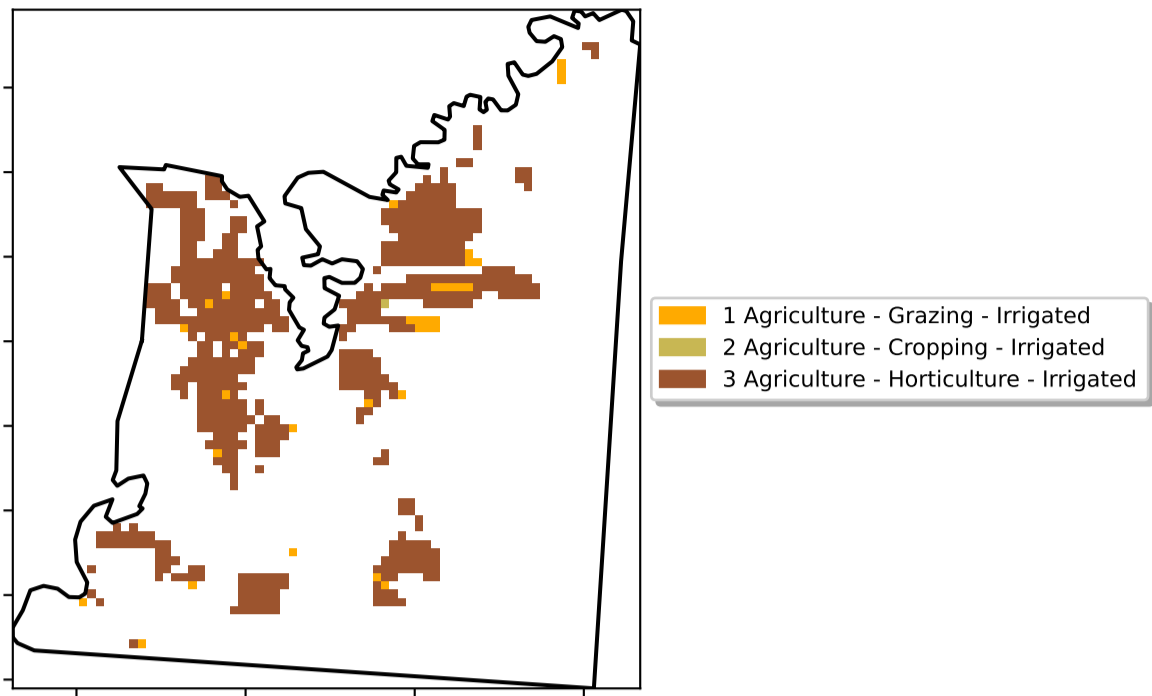 1 Agriculture - Grazing - Irrigated
2 Agriculture - Cropping - Irrigated
3 Agriculture - Horticulture - Irrigated